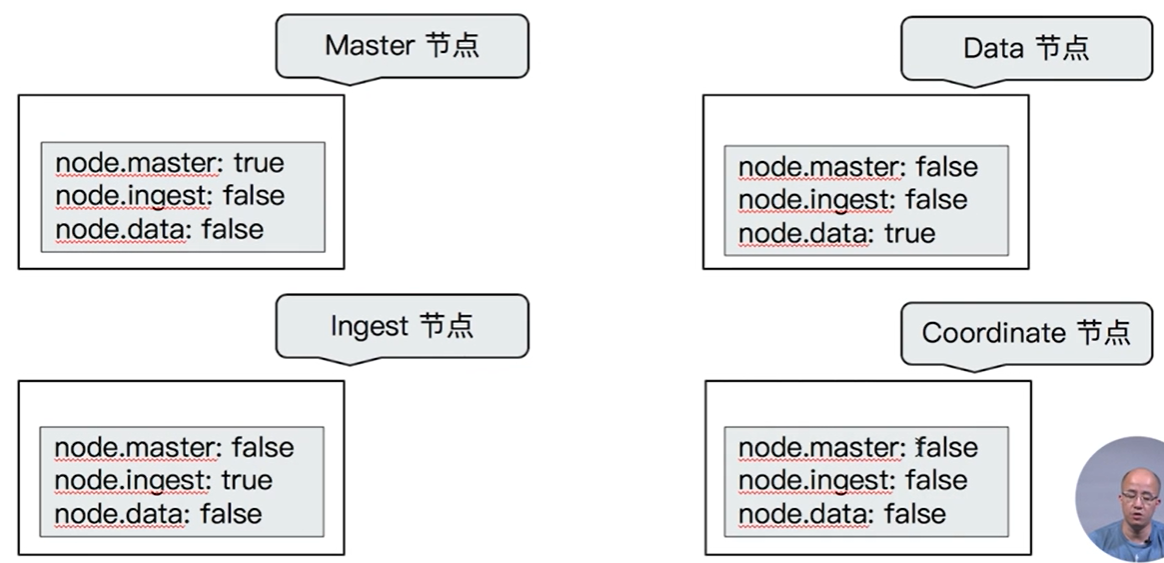 Master 节点
node.master: true
node.ingest: false
node.data: false
Data 节点
node.master: false
node.ingest: false
node.data: true
Ingest 节点
node.master: false
node.ingest: true
node.data: false
Coordinate 节点
node.master: false
node.ingest: false
node.data: false